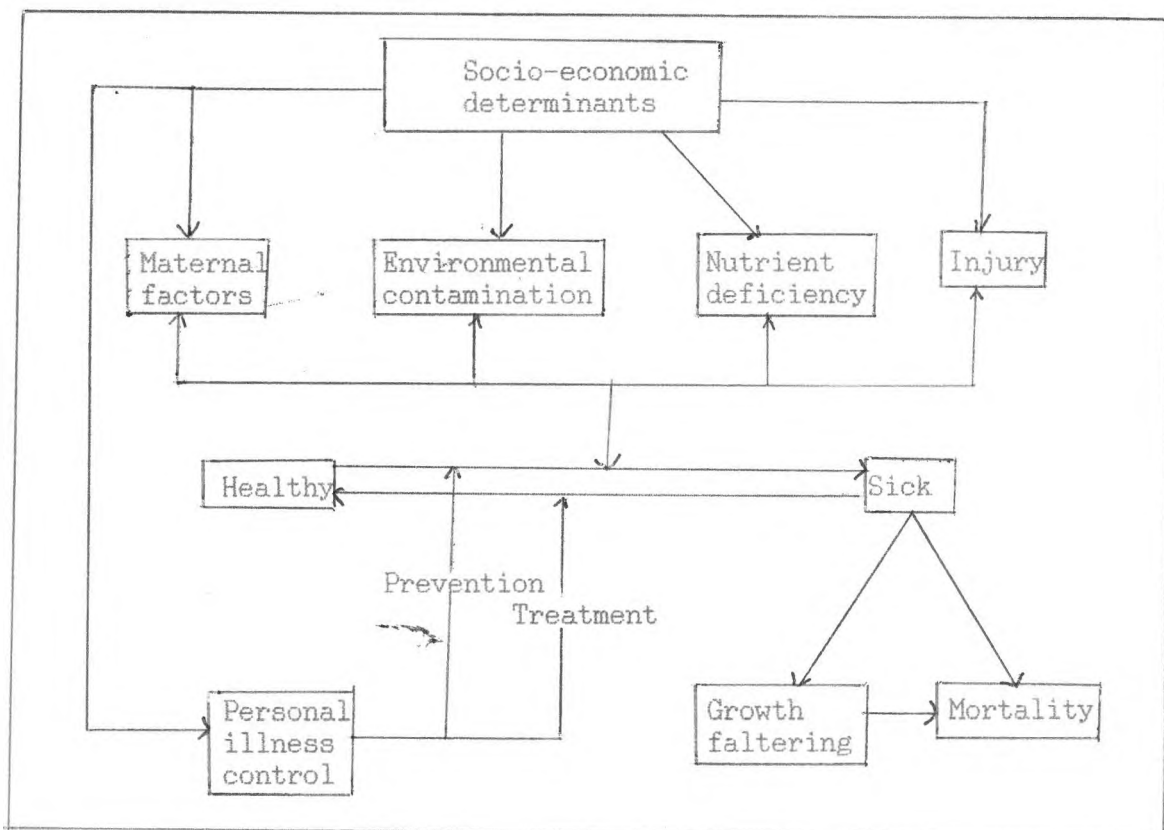 Socio-economic
determinants
Maternal
factors
Environmental
contamination
Nutrient
deficiency
Injury
Healthy
Sick
Prevention
Treatment
Personal
illness
control
Growth
faltering
Mortality